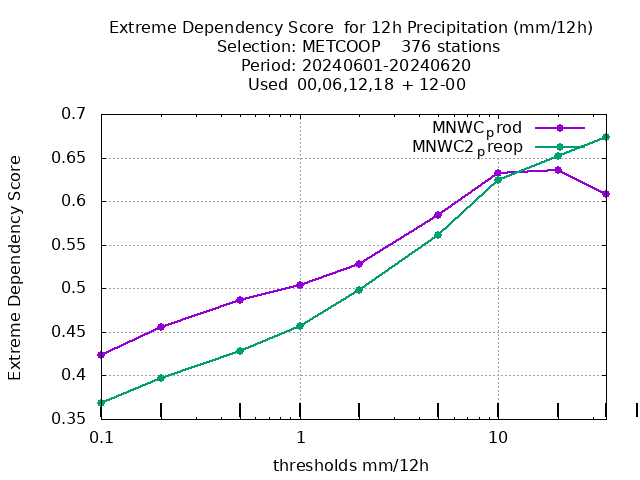 Extreme Dependency Score  for 12h Precipitation (mm/12h)
Selection: METCOOP    376 stations
Period: 20240601-20240620
Used  00,06,12,18 + 12-00
MNWCprod
MNWC2preop
Extreme Dependency Score
0.7
0.65
0.6
0.55
0.5
0.45
0.4
0.35
0.1 1 10
thresholds mm/12h